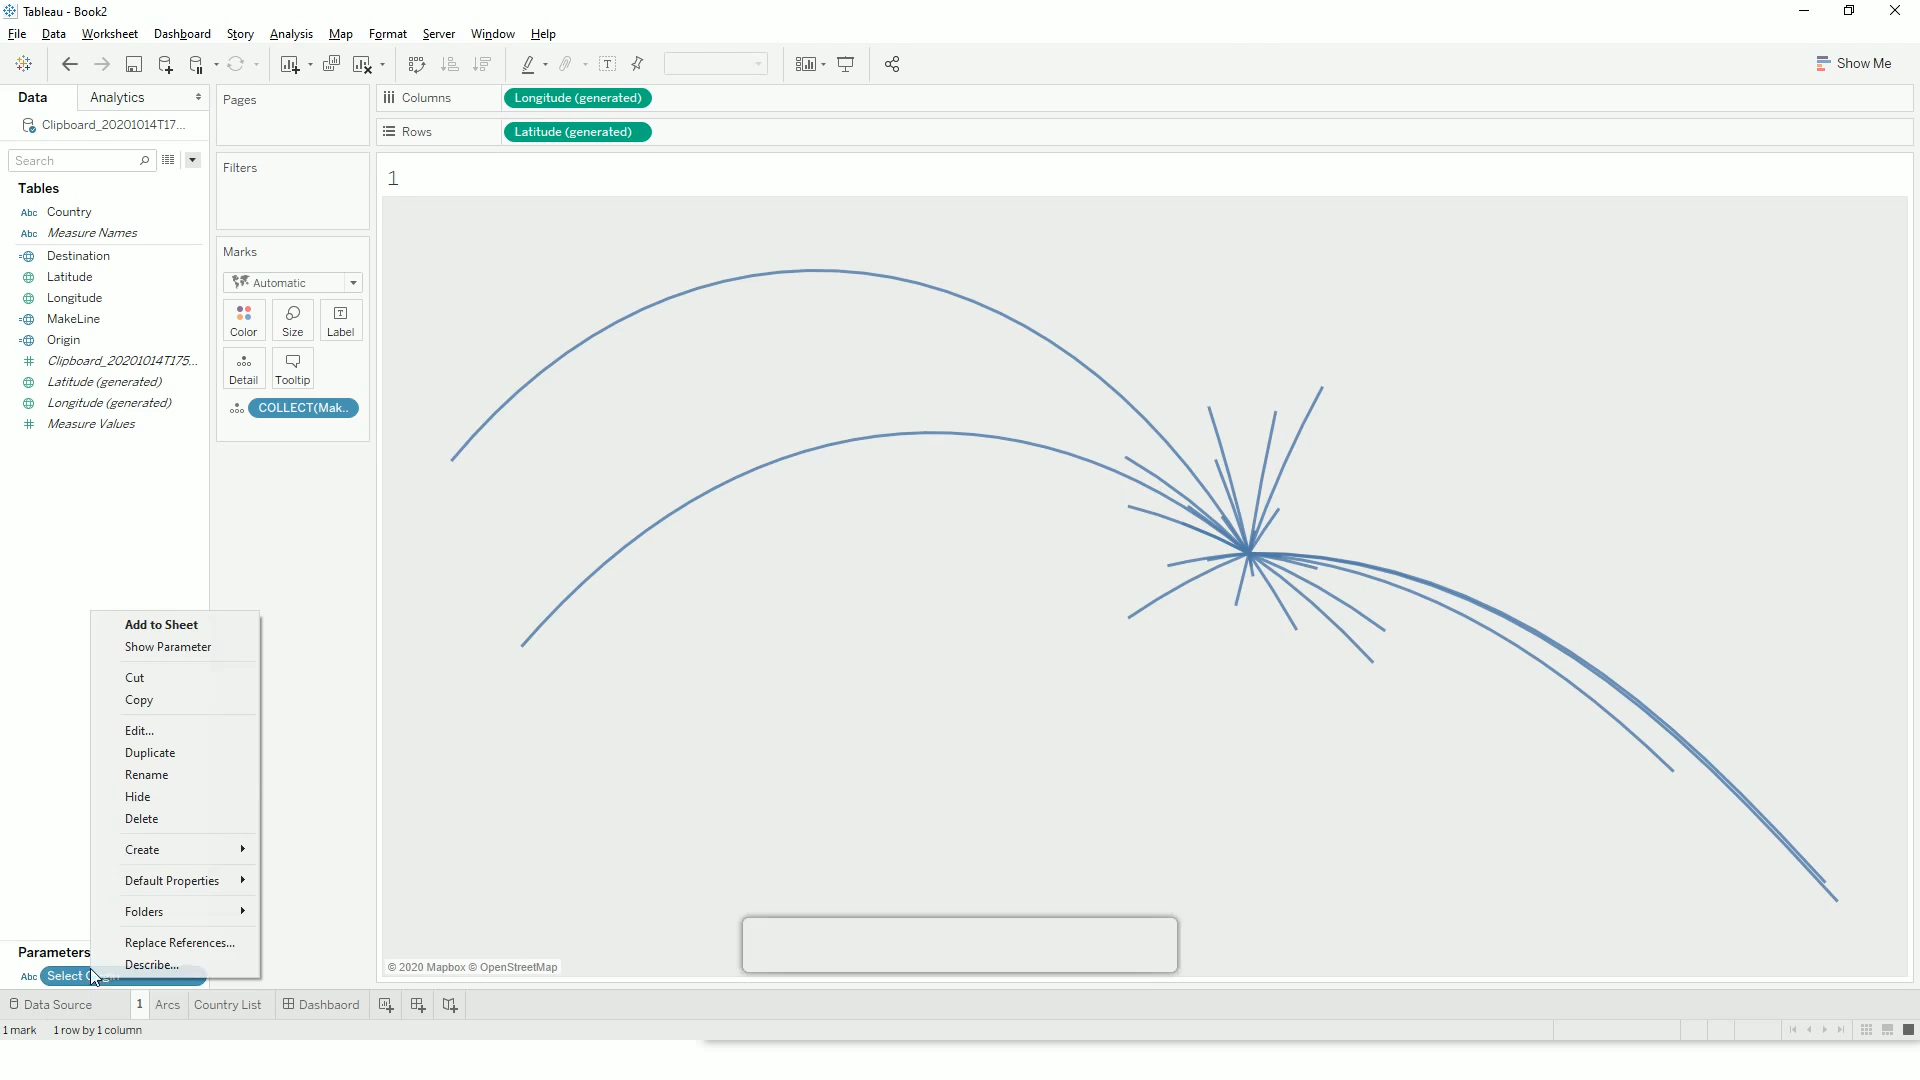 Tableau - Book2
File Data Worksheet Dashboard Story Analysis Map Format Server Window Help
Show Me
Data Analytics
Clipboard_20201014T17...
Search
Tables
Abc Country
Abc Measure Names
Destination
Latitude
Longitude
MakeLine
Origin
Clipboard_20201014T175...
Latitude (generated)
Longitude (generated)
Measure Values
Pages
Filters
Marks
Automatic
Color Size Label
Detail Tooltip
COLLECT(Mak..
Columns Longitude (generated)
Rows Latitude (generated)
1
Add to Sheet
Show Parameter
Cut
Copy
Edit...
Duplicate
Rename
Hide
Delete
Create
Default Properties
Folders
Replace References...
Describe...
Parameters
Abc Select
© 2020 Mapbox © OpenStreetMap
Data Source 1 Arcs Country List Dashbaord
1 mark 1 row by 1 column